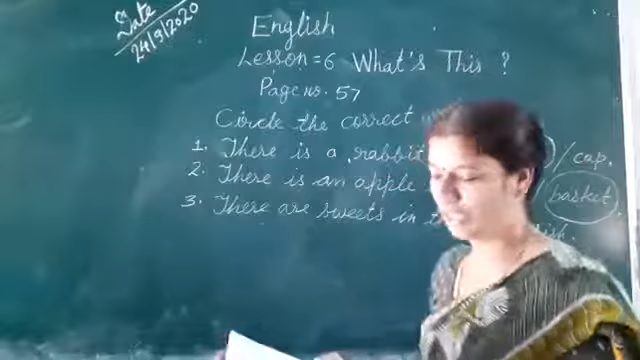 Date
24/9/2020
English
Lesson=6 What's This ?
Page no. 57
Circle the correct
1. There is a rabbit / cap.
2. There is an apple basket
3. There are sweets in